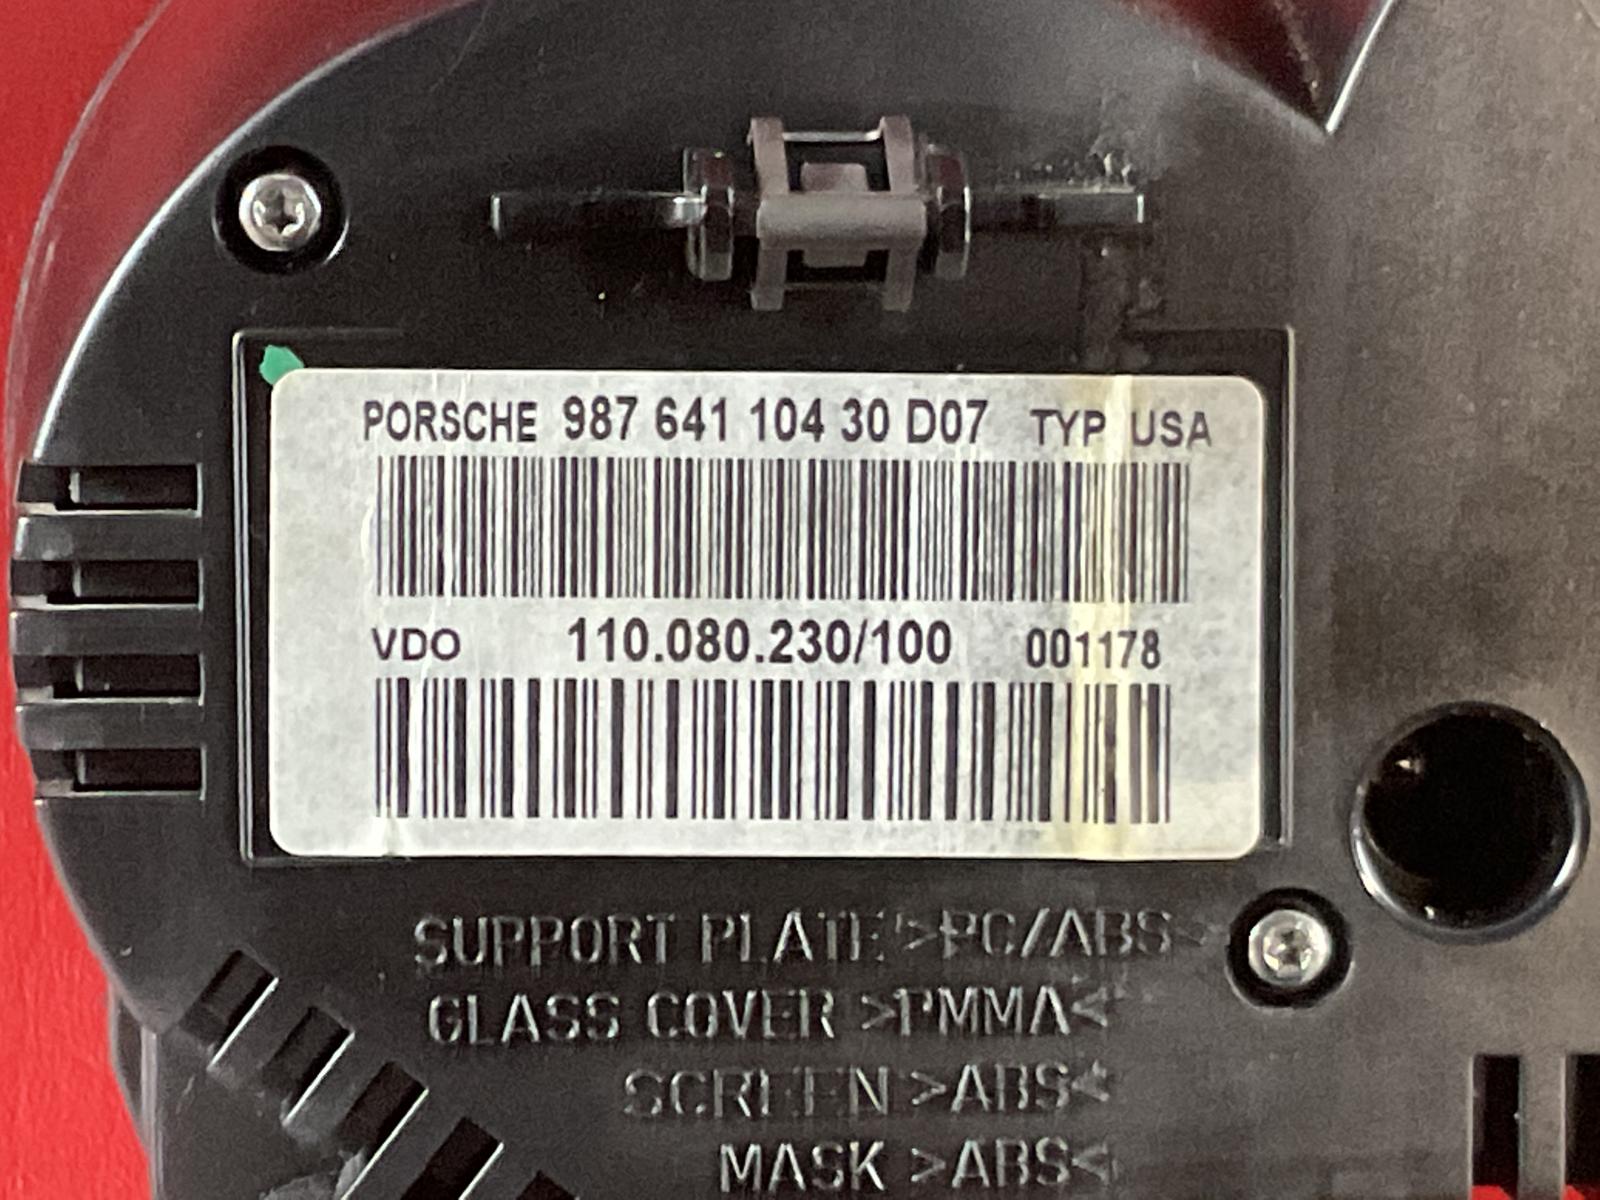 PORSCHE 987 641 104 30 D07 TYP USA
VDO 110.080.230/100 001178
SUPPORT PLATE >PC/ABS<
GLASS COVER >PMMA<
SCREEN >ABS<
MASK >ABS<